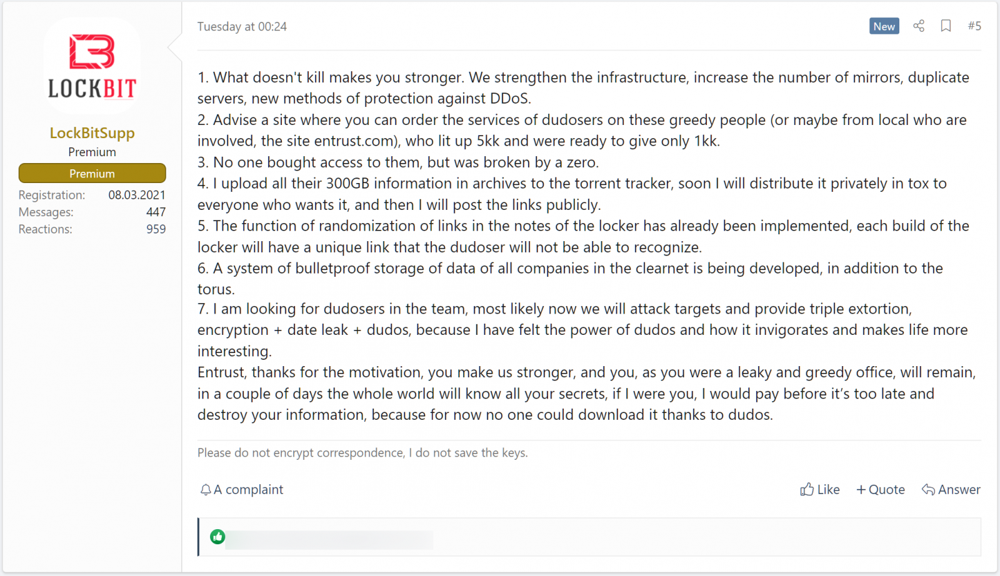 LOCKBIT
LockBitSupp
Premium
Premium
Registration: 08.03.2021
Messages: 447
Reactions: 959
Tuesday at 00:24
New #5
1. What doesn't kill makes you stronger. We strengthen the infrastructure, increase the number of mirrors, duplicate
servers, new methods of protection against DDoS.
2. Advise a site where you can order the services of dudosers on these greedy people (or maybe from local who are
involved, the site entrust.com), who lit up 5kk and were ready to give only 1kk.
3. No one bought access to them, but was broken by a zero.
4. I upload all their 300GB information in archives to the torrent tracker, soon I will distribute it privately in tox to
everyone who wants it, and then I will post the links publicly.
5. The function of randomization of links in the notes of the locker has already been implemented, each build of the
locker will have a unique link that the dudoser will not be able to recognize.
6. A system of bulletproof storage of data of all companies in the clearnet is being developed, in addition to the
torus.
7. I am looking for dudosers in the team, most likely now we will attack targets and provide triple extortion,
encryption + date leak + dudos, because I have felt the power of dudos and how it invigorates and makes life more
interesting.
Entrust, thanks for the motivation, you make us stronger, and you, as you were a leaky and greedy office, will remain,
in a couple of days the whole world will know all your secrets, if I were you, I would pay before it’s too late and
destroy your information, because for now no one could download it thanks to dudos.
Please do not encrypt correspondence, I do not save the keys.
A complaint
Like + Quote Answer